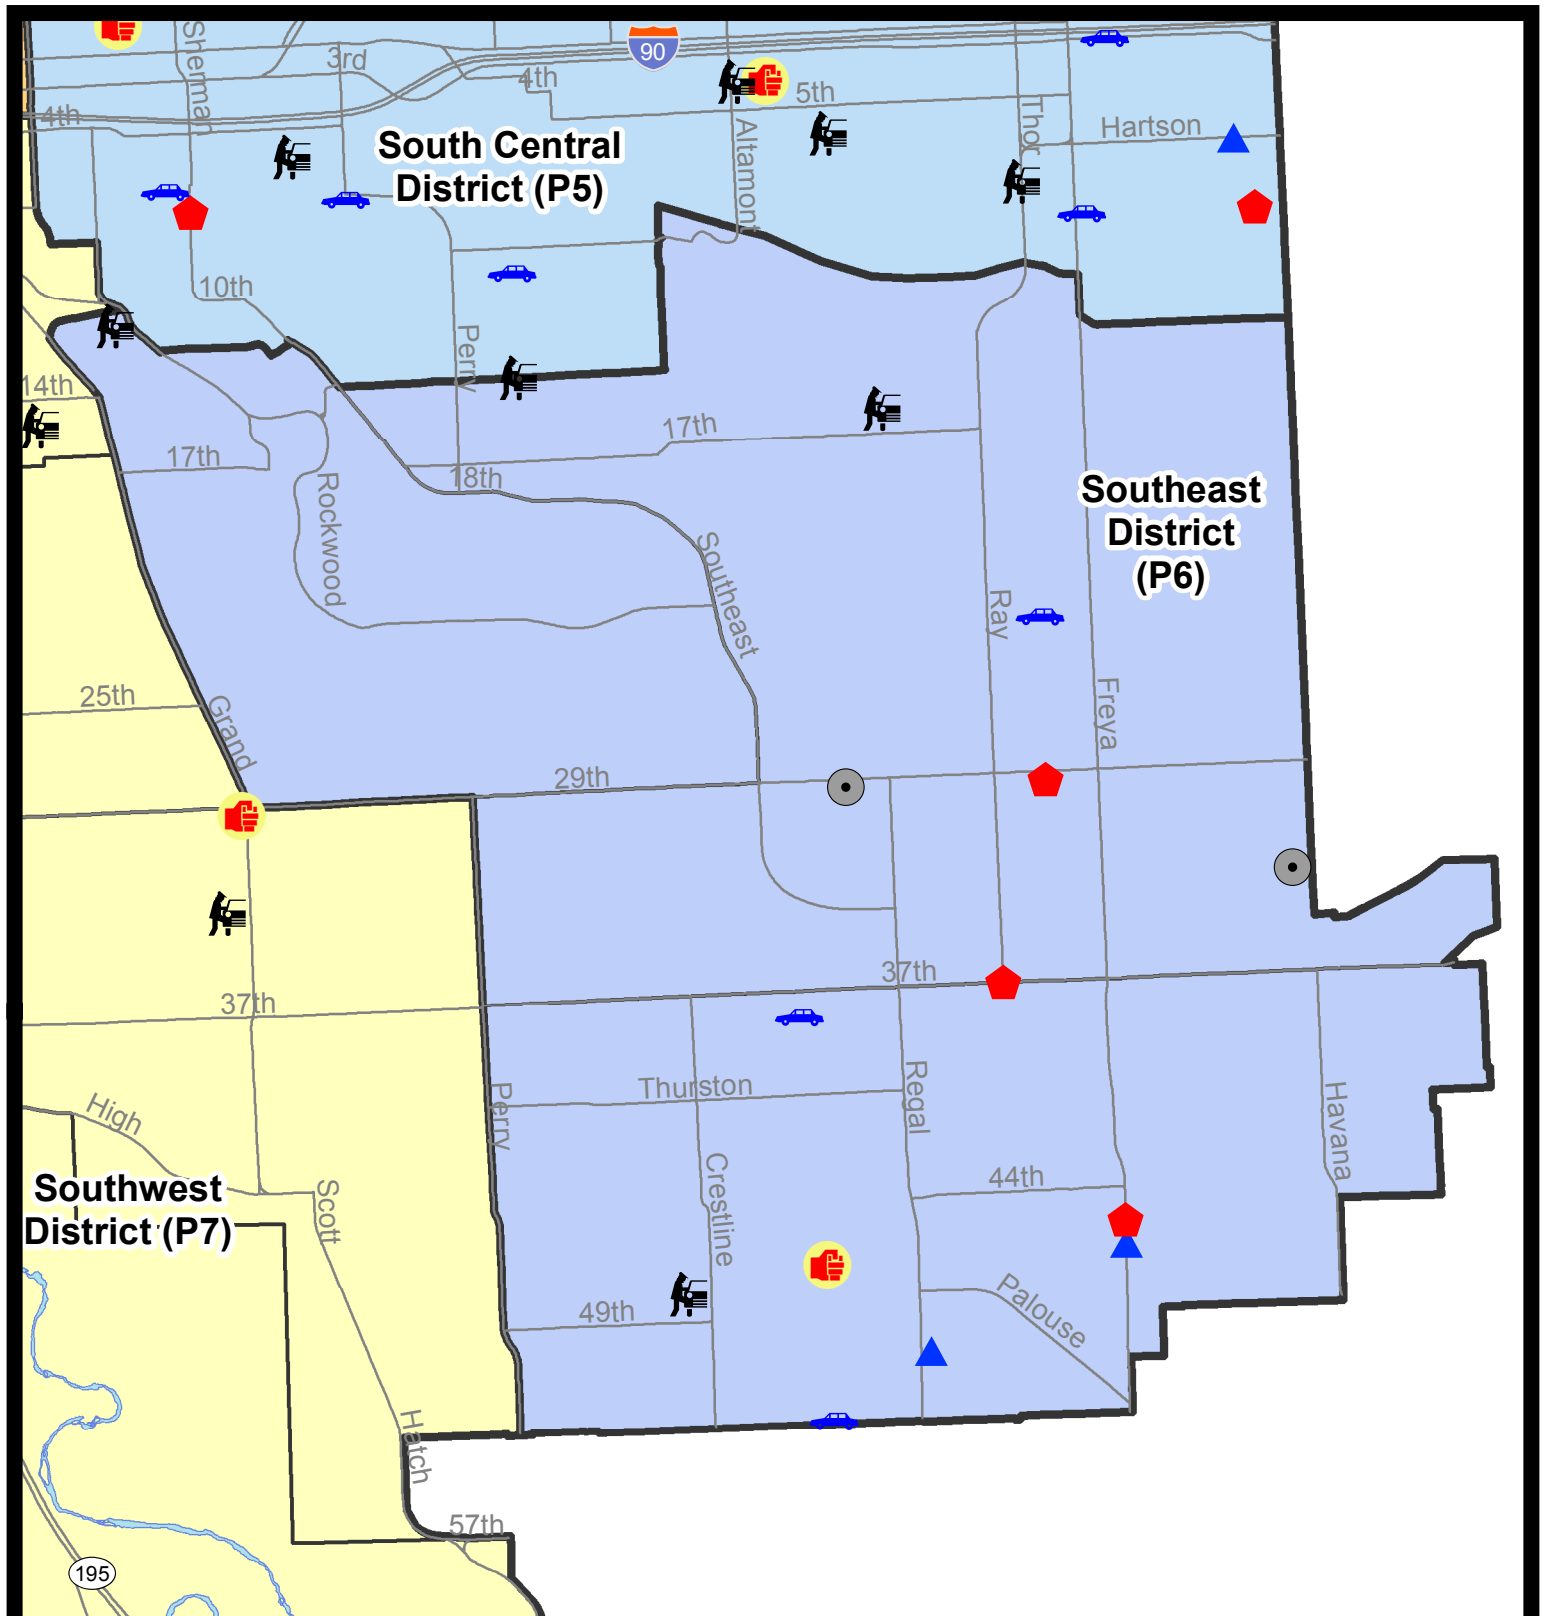 Sherman
3rd
90
4th
5th
4th
Thor
Hartson
Altamont
South Central
District (P5)
10th
Perry
14th
17th
17th
18th
Rockwood
Southeast
District
(P6)
Southeast
Ray
Freya
25th
Grand
29th
37th
37th
Thurston
Regal
Perry
High
Havana
Crestline
44th
Southwest
District (P7)
Scott
Palouse
49th
Hatch
57th
195